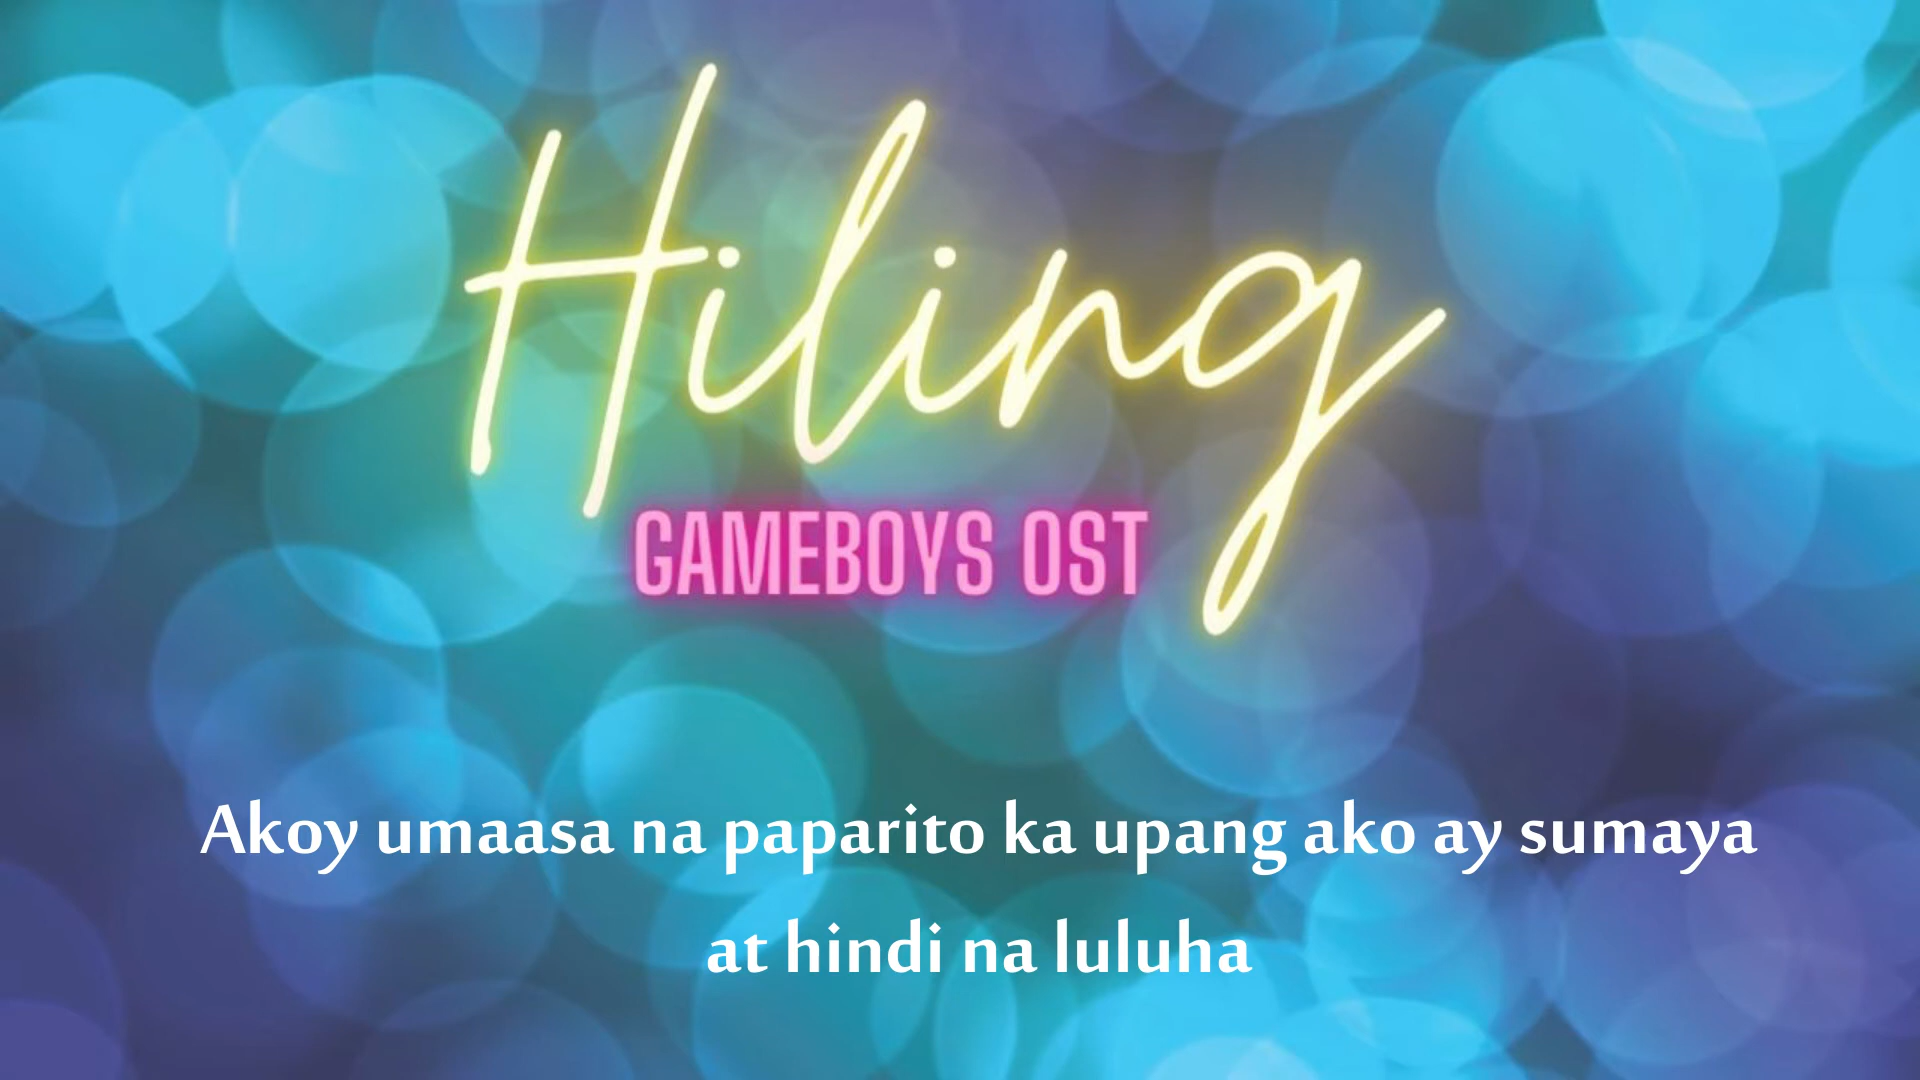 Hiling
GAMEBOYS OST
Akoy umaasa na paparito ka upang ako ay sumaya
at hindi na luluha